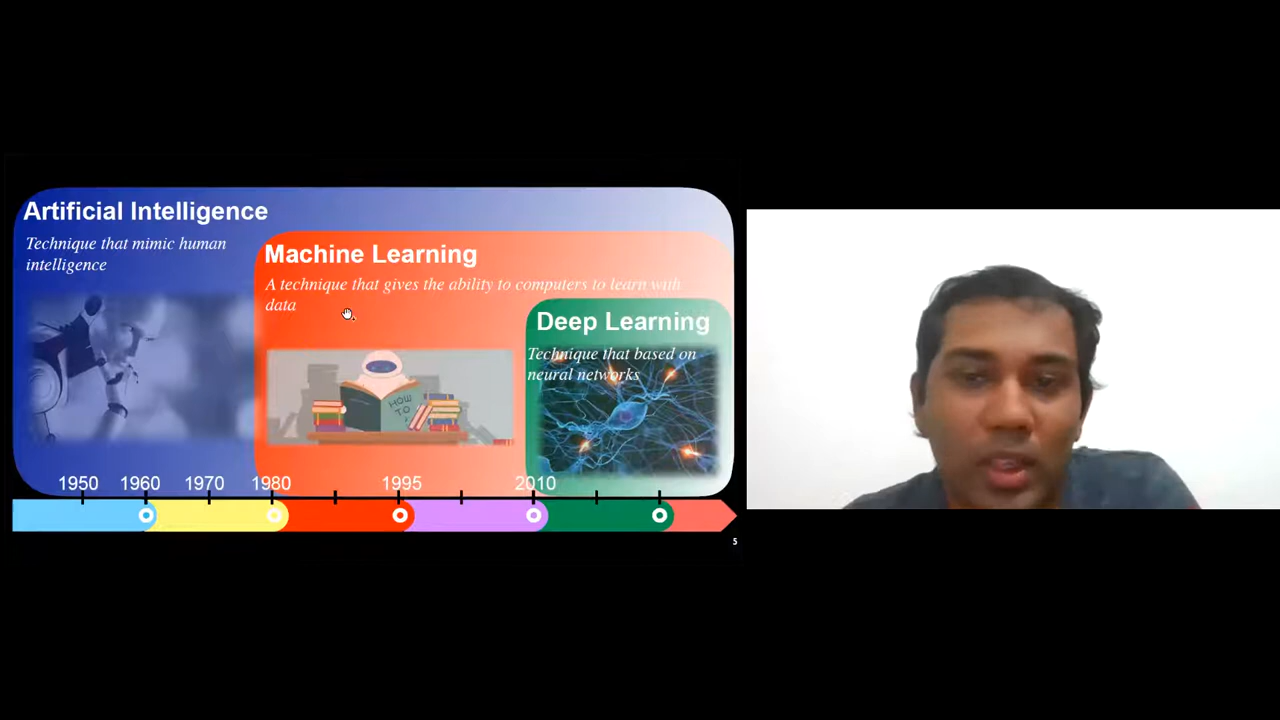 Artificial Intelligence
Technique that mimic human
intelligence
Machine Learning
A technique that gives the ability to computers to learn with
data
Deep Learning
Technique that based on
neural networks
HOW
TO
1950 1960 1970 1980 1995 2010
5